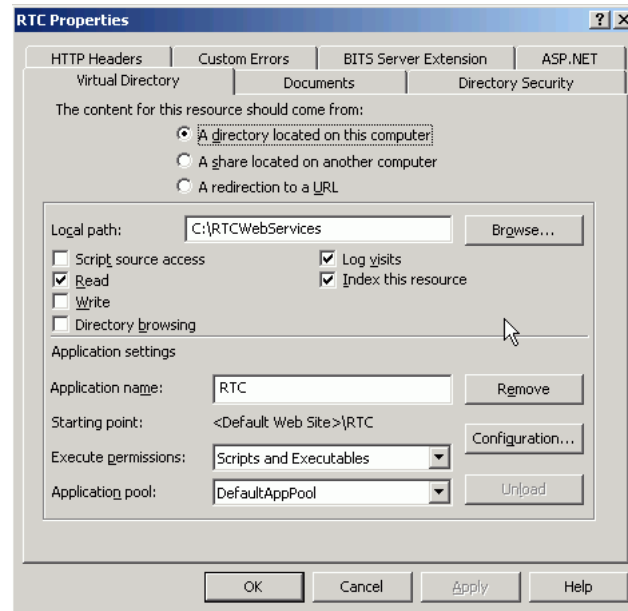 RTC Properties
HTTP Headers Custom Errors BITS Server Extension ASP.NET
Virtual Directory Documents Directory Security
The content for this resource should come from:
A directory located on this computer
A share located on another computer
A redirection to a URL
Local path: C:\RTCWebServices Browse...
Script source access Log visits
Read Index this resource
Write
Directory browsing
Application settings
Application name: RTC Remove
Starting point: <Default Web Site>\RTC
Configuration...
Execute permissions: Scripts and Executables
Application pool: DefaultAppPool Unload
OK Cancel Apply Help